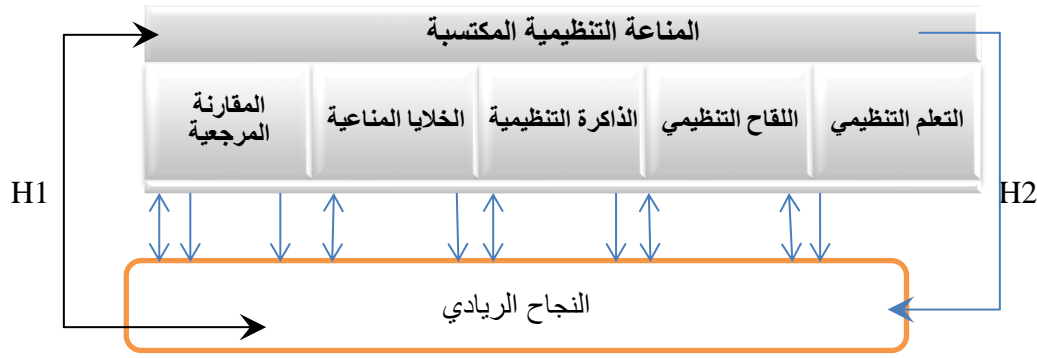 المناعة التنظيمية المكتسبة
التعلم التنظيمي
اللقاح التنظيمي
الذاكرة التنظيمية
الخلايا المناعية
المقارنة
المرجعية
H1
H2
النجاح الريادي